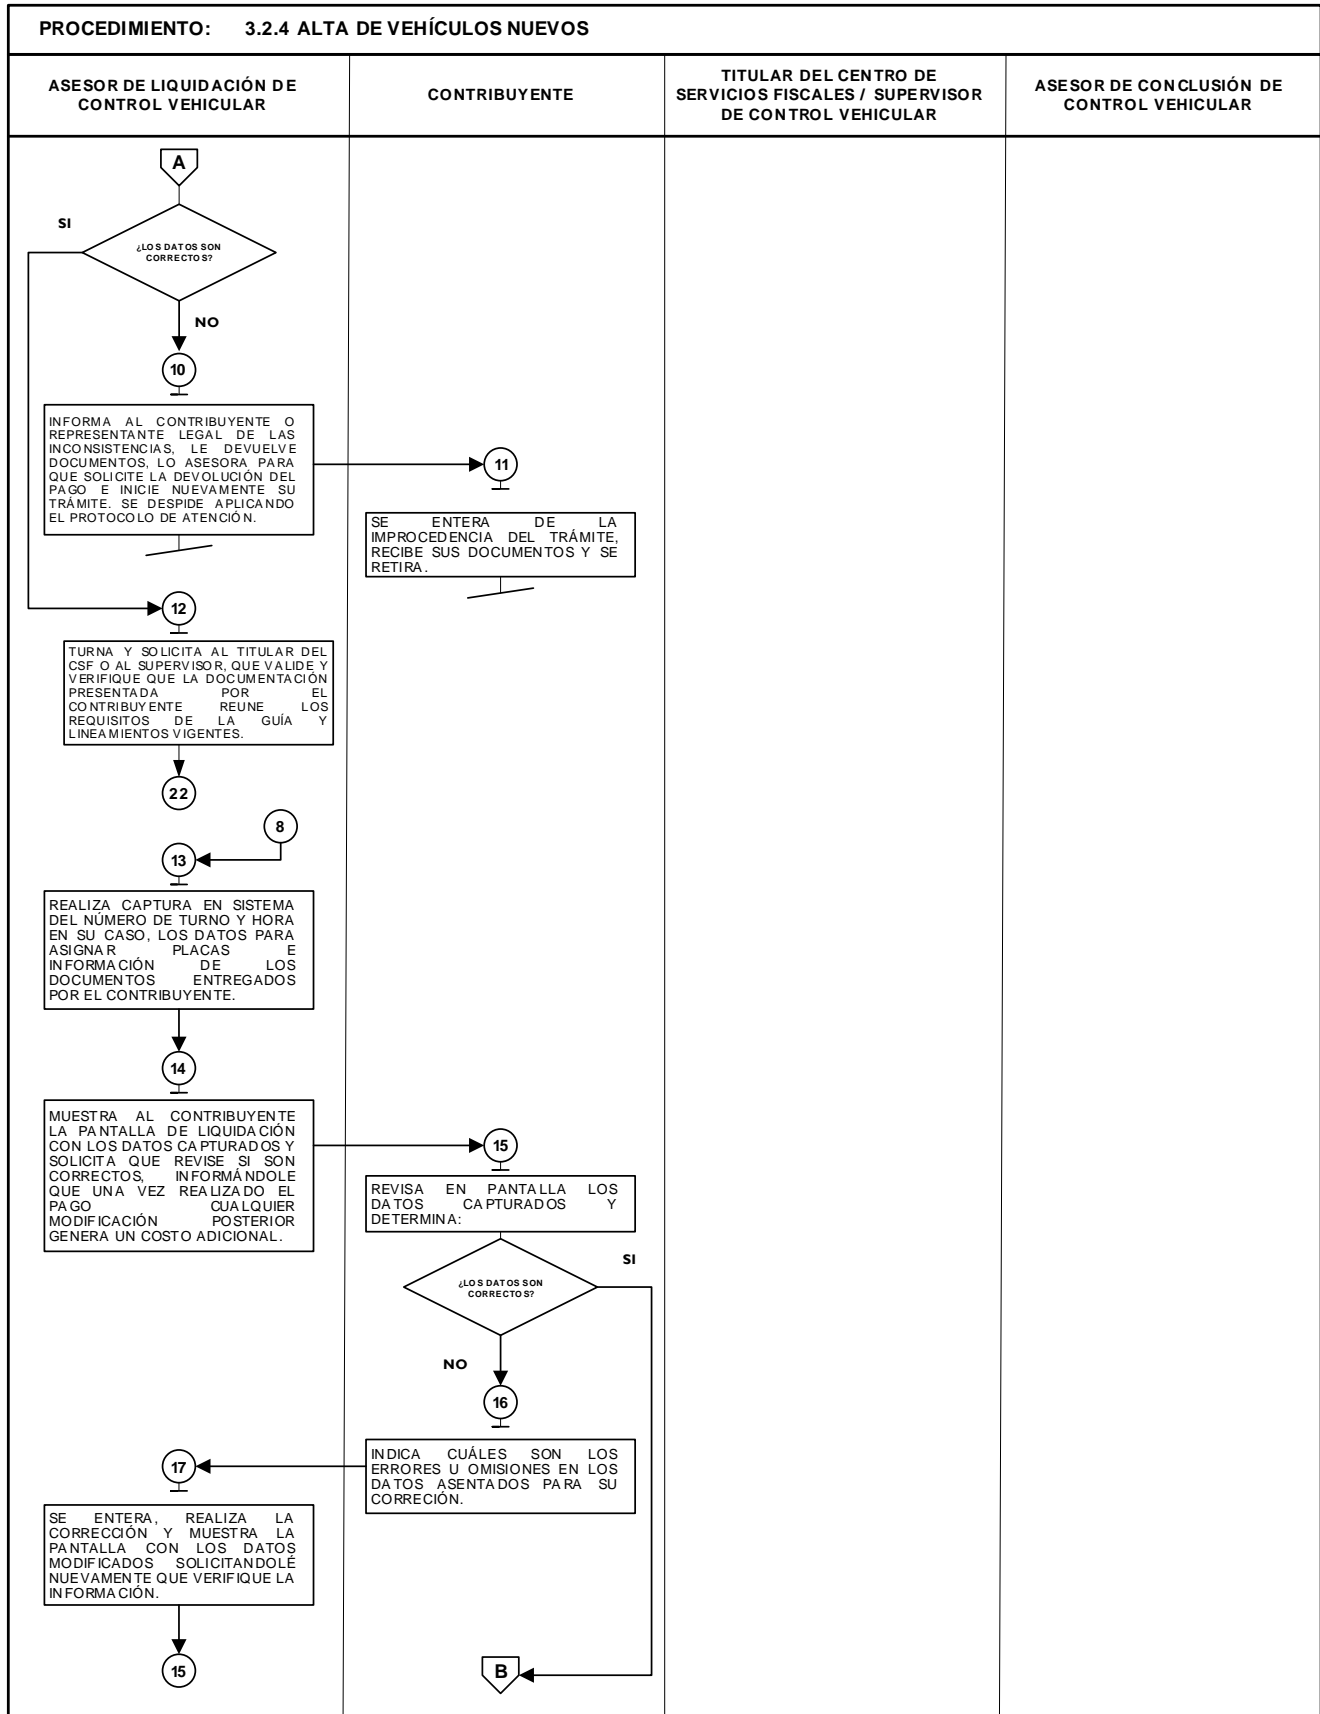 PROCEDIMIENTO: 3.2.4 ALTA DE VEHÍCULOS NUEVOS
ASESOR DE LIQUIDACIÓN DE
CONTROL VEHICULAR
CONTRIBUYENTE
TITULAR DEL CENTRO DE
SERVICIOS FISCALES / SUPERVISOR
DE CONTROL VEHICULAR
ASESOR DE CONCLUSIÓN DE
CONTROL VEHICULAR
A
SI
¿LOS DATOS SON
CORRECTOS?
NO
10
INFORMA AL CONTRIBUYENTE O
REPRESENTANTE LEGAL DE LAS
INCONSISTENCIAS, LE DEVUELVE
DOCUMENTOS, LO ASESORA PARA
QUE SOLICITE LA DEVOLUCIÓN DEL
PAGO E INICIE NUEVAMENTE SU
TRÁMITE. SE DESPIDE APLICANDO
EL PROTOCOLO DE ATENCIÓN.
11
SE ENTERA DE LA
IMPROCEDENCIA DEL TRÁMITE,
RECIBE SUS DOCUMENTOS Y SE
RETIRA.
12
TURNA Y SOLICITA AL TITULAR DEL
CSF O AL SUPERVISOR, QUE VALIDE Y
VERIFIQUE QUE LA DOCUMENTACIÓN
PRESENTADA POR EL
CONTRIBUYENTE REUNE LOS
REQUISITOS DE LA GUÍA Y
LINEAMIENTOS VIGENTES.
22
8
13
REALIZA CAPTURA EN SISTEMA
DEL NÚMERO DE TURNO Y HORA
EN SU CASO, LOS DATOS PARA
ASIGNAR PLACAS E
INFORMACIÓN DE LOS
DOCUMENTOS ENTREGADOS
POR EL CONTRIBUYENTE.
14
MUESTRA AL CONTRIBUYENTE
LA PANTALLA DE LIQUIDACIÓN
CON LOS DATOS CAPTURADOS Y
SOLICITA QUE REVISE SI SON
CORRECTOS, INFORMÁNDOLE
QUE UNA VEZ REALIZADO EL
PAGO CUALQUIER
MODIFICACIÓN POSTERIOR
GENERA UN COSTO ADICIONAL.
15
REVISA EN PANTALLA LOS
DATOS CAPTURADOS Y
DETERMINA:
SI
¿LOS DATOS SON
CORRECTOS?
NO
16
INDICA CUÁLES SON LOS
ERRORES U OMISIONES EN LOS
DATOS ASENTADOS PARA SU
CORRECIÓN.
17
SE ENTERA, REALIZA LA
CORRECCIÓN Y MUESTRA LA
PANTALLA CON LOS DATOS
MODIFICADOS SOLICITANDOLÉ
NUEVAMENTE QUE VERIFIQUE LA
INFORMACIÓN.
15
B